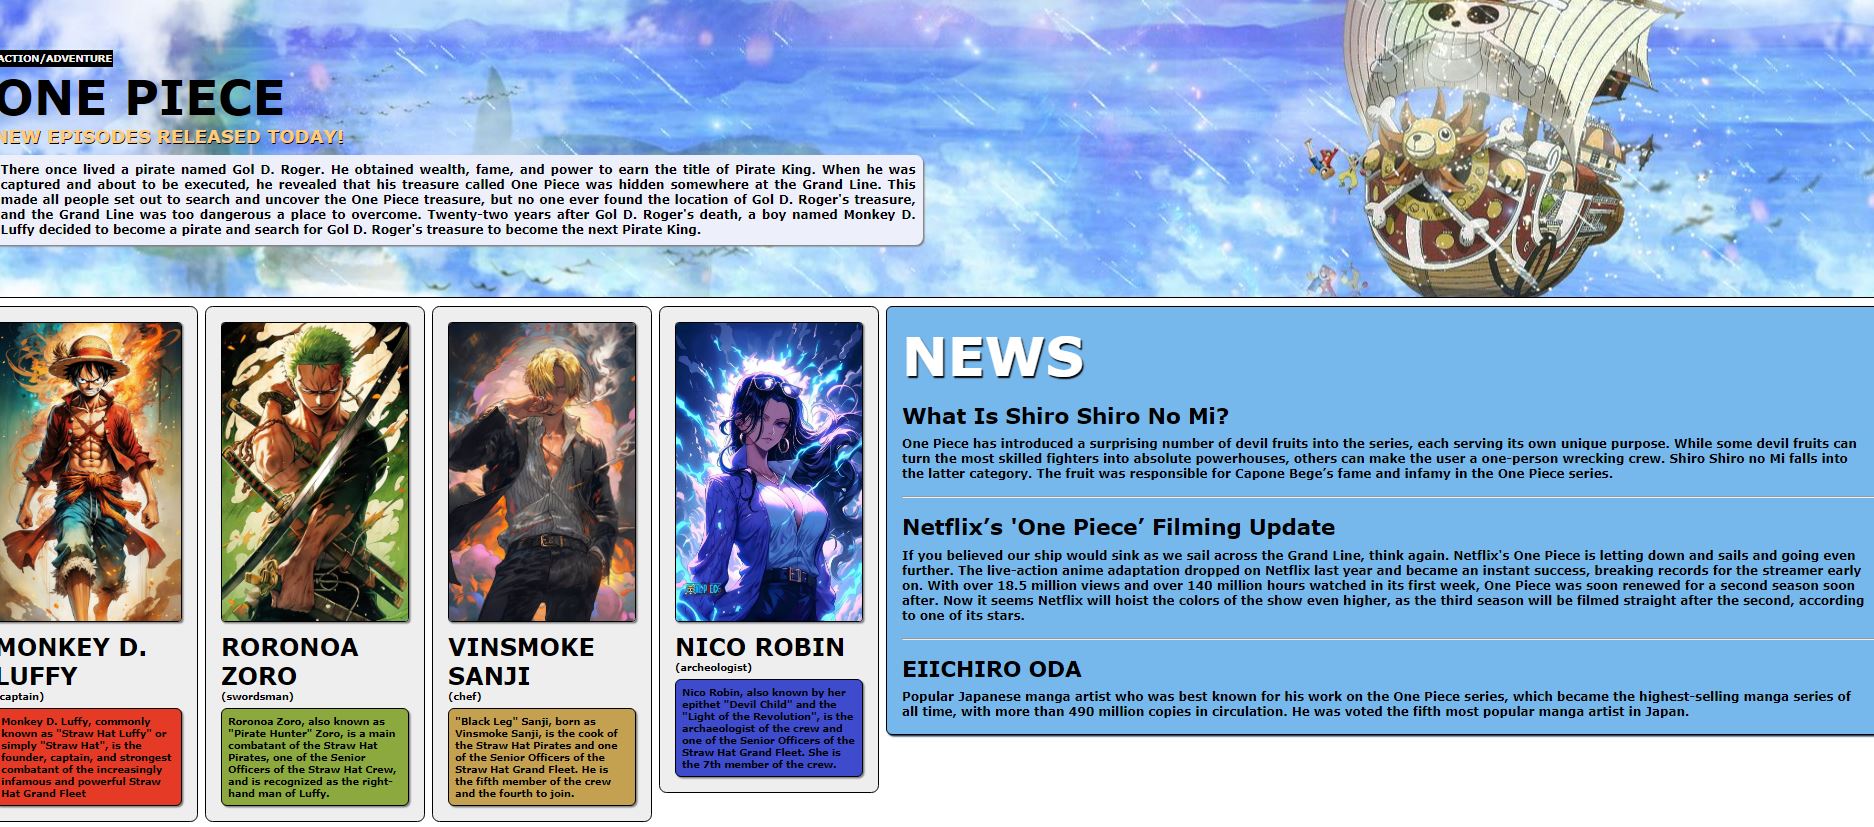 ACTION/ADVENTURE
ONE PIECE
NEW EPISODES RELEASED TODAY!
There once lived a pirate named Gol D. Roger. He obtained wealth, fame, and power to earn the title of Pirate King. When he was
captured and about to be executed, he revealed that his treasure called One Piece was hidden somewhere at the Grand Line. This
made all people set out to search and uncover the One Piece treasure, but no one ever found the location of Gol D. Roger's treasure,
and the Grand Line was too dangerous a place to overcome. Twenty-two years after Gol D. Roger's death, a boy named Monkey D.
Luffy decided to become a pirate and search for Gol D. Roger's treasure to become the next Pirate King.
MONKEY D.
LUFFY
(captain)
Monkey D. Luffy, commonly
known as "Straw Hat Luffy" or
simply "Straw Hat", is the
founder, captain, and strongest
combatant of the increasingly
infamous and powerful Straw
Hat Grand Fleet
RORONOA
ZORO
(swordsman)
Roronoa Zoro, also known as
"Pirate Hunter" Zoro, is a main
combatant of the Straw Hat
Pirates, one of the Senior
Officers of the Straw Hat Crew,
and is recognized as the right-
hand man of Luffy.
VINSMOKE
SANJI
(chef)
"Black Leg" Sanji, born as
Vinsmoke Sanji, is the cook of
the Straw Hat Pirates and one
of the Senior Officers of the
Straw Hat Grand Fleet. He is
the fifth member of the crew
and the fourth to join.
NICO ROBIN
(archeologist)
Nico Robin, also known by her
epithet "Devil Child" and the
"Light of the Revolution", is the
archaeologist of the crew and
one of the Senior Officers of the
Straw Hat Grand Fleet. She is
the 7th member of the crew.
NEWS
What Is Shiro Shiro No Mi?
One Piece has introduced a surprising number of devil fruits into the series, each serving its own unique purpose. While some devil fruits can
turn the most skilled fighters into absolute powerhouses, others can make the user a one-person wrecking crew. Shiro Shiro no Mi falls into
the latter category. The fruit was responsible for Capone Bege’s fame and infamy in the One Piece series.
Netflix’s 'One Piece’ Filming Update
If you believed our ship would sink as we sail across the Grand Line, think again. Netflix's One Piece is letting down and sails and going even
further. The live-action anime adaptation dropped on Netflix last year and became an instant success, breaking records for the streamer early
on. With over 18.5 million views and over 140 million hours watched in its first week, One Piece was soon renewed for a second season soon
after. Now it seems Netflix will hoist the colors of the show even higher, as the third season will be filmed straight after the second, according
to one of its stars.
EIICHIRO ODA
Popular Japanese manga artist who was best known for his work on the One Piece series, which became the highest-selling manga series of
all time, with more than 490 million copies in circulation. He was voted the fifth most popular manga artist in Japan.